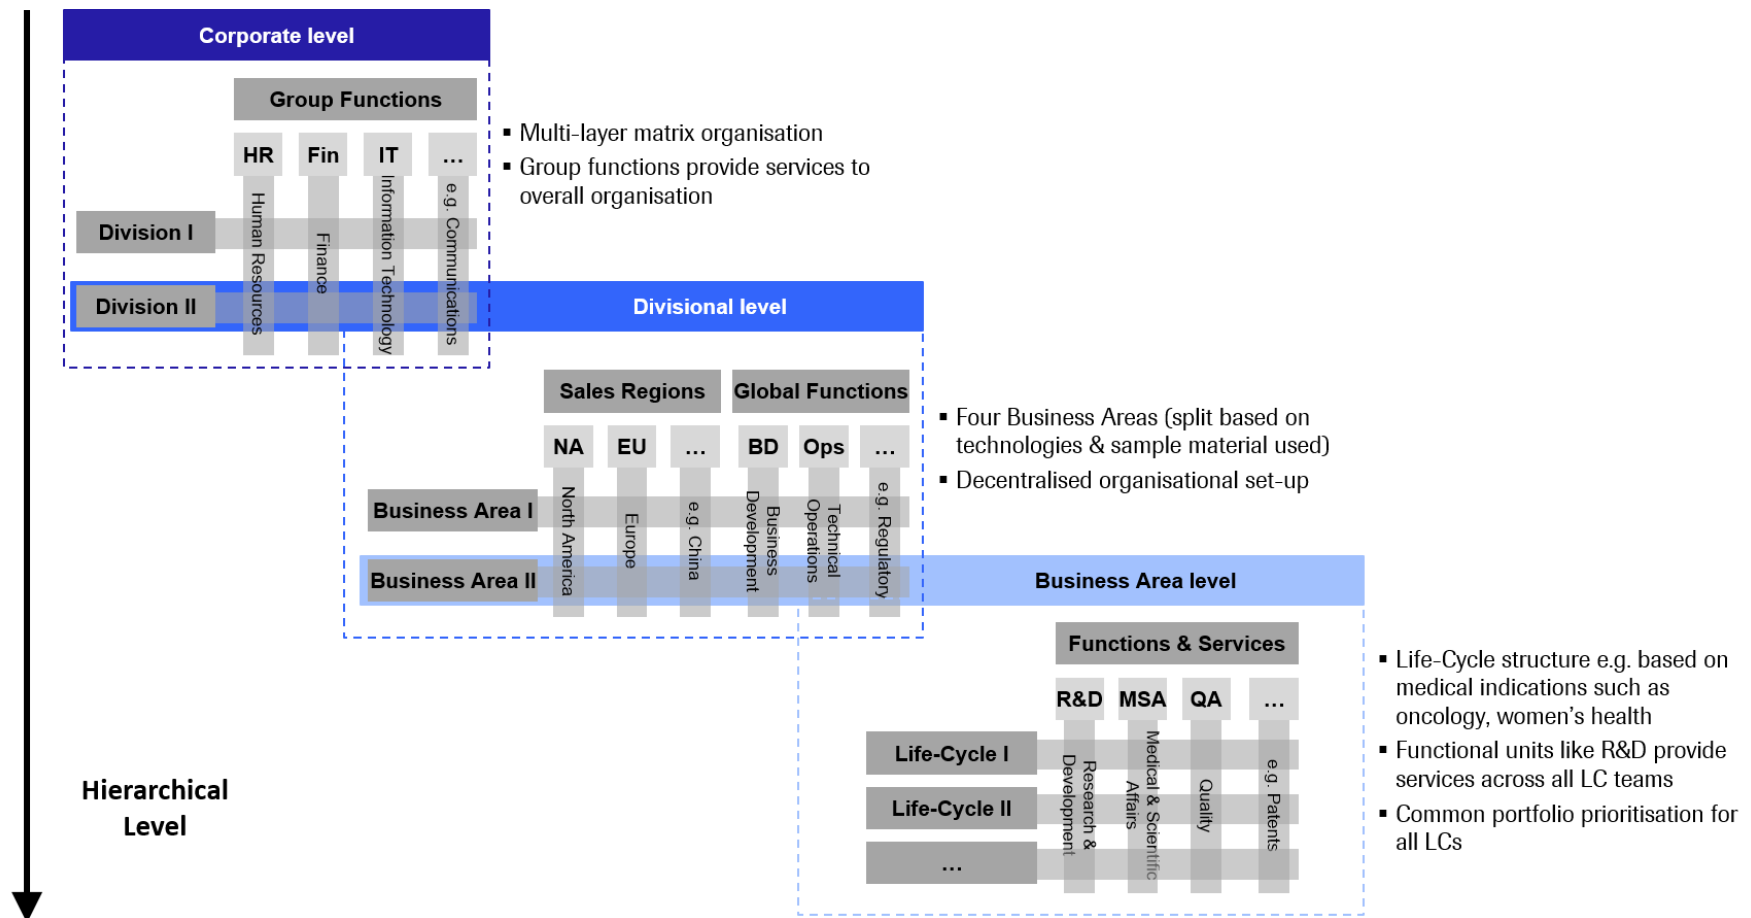 Corporate level
Group Functions
HR
Fin
IT
...
Human Resources
Finance
Information Technology
e.g. Communications
Division I
Division II
▪ Multi-layer matrix organisation
▪ Group functions provide services to
overall organisation
Divisional level
Sales Regions
Global Functions
NA
EU
...
BD
Ops
...
North America
Europe
e.g. China
Business
Development
Technical
Operations
e.g. Regulatory
Business Area I
Business Area II
▪ Four Business Areas (split based on
technologies & sample material used)
▪ Decentralised organisational set-up
Business Area level
Functions & Services
R&D
MSA
QA
...
Research &
Development
Medical & Scientific
Affairs
Quality
e.g. Patents
Life-Cycle I
Life-Cycle II
...
▪ Life-Cycle structure e.g. based on
medical indications such as
oncology, women’s health
▪ Functional units like R&D provide
services across all LC teams
▪ Common portfolio prioritisation for
all LCs
Hierarchical
Level